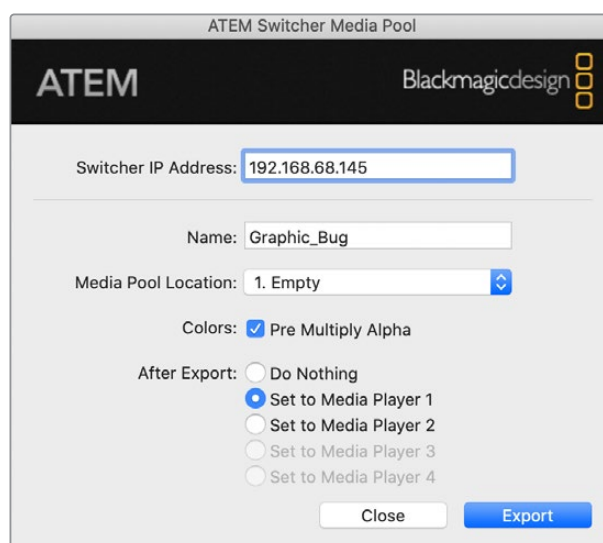 ATEM Switcher Media Pool
ATEM Blackmagicdesign
Switcher IP Address: 192.168.68.145
Name: Graphic_Bug
Media Pool Location: 1. Empty
Colors: Pre Multiply Alpha
After Export: Do Nothing
Set to Media Player 1
Set to Media Player 2
Set to Media Player 3
Set to Media Player 4
Close Export